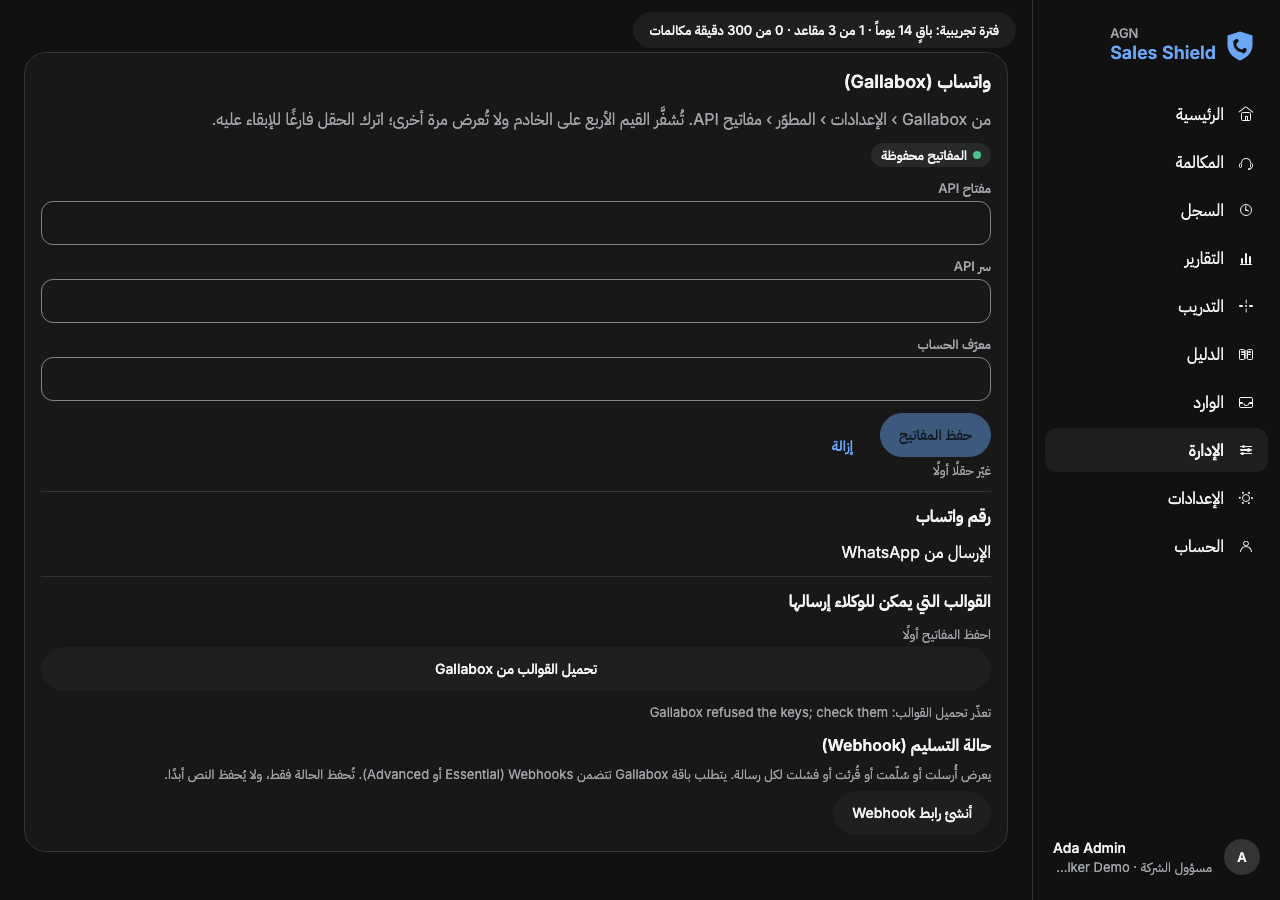 فترة تجريبية: باقٍ 14 يوماً · 1 من 3 مقاعد · 0 من 300 دقيقة مكالمات
AGN
Sales Shield
الرئيسية
المكالمة
السجل
التقارير
التدريب
الدليل
الوارد
الإدارة
الإعدادات
الحساب
واتساب (Gallabox)
من Gallabox › الإعدادات › المطوّر › مفاتيح API. تُشفَّر القيم الأربع على الخادم ولا تُعرض مرة أخرى؛ اترك الحقل فارغًا للإبقاء عليه.
المفاتيح محفوظة
مفتاح API
سر API
معرّف الحساب
حفظ المفاتيح
إزالة
غيّر حقلًا أولًا
رقم واتساب
الإرسال من WhatsApp
القوالب التي يمكن للوكلاء إرسالها
احفظ المفاتيح أولًا
تحميل القوالب من Gallabox
تعذّر تحميل القوالب: Gallabox refused the keys; check them
حالة التسليم (Webhook)
يعرض أُرسلت أو سُلّمت أو قُرئت أو فشلت لكل رسالة. يتطلب باقة Gallabox تتضمن Webhooks (Essential أو Advanced). تُحفظ الحالة فقط، ولا يُحفظ النص أبدًا.
أنشئ رابط Webhook
Ada Admin
مسؤول الشركة · lker Demo...
A